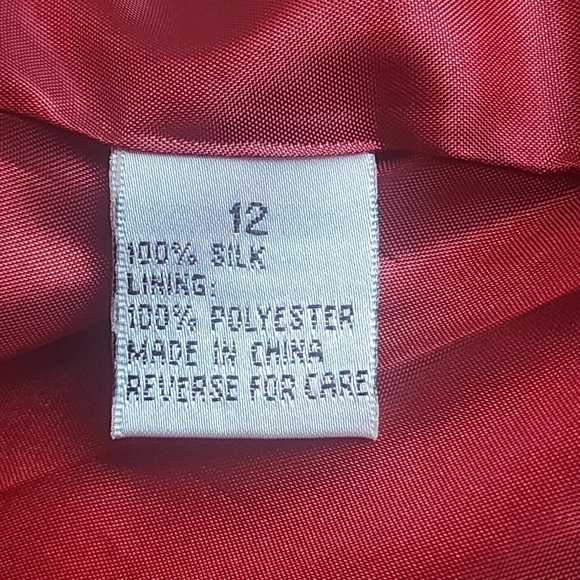 12
100% SILK
LINING:
100% POLYESTER
MADE IN CHINA
REVERSE FOR CARE